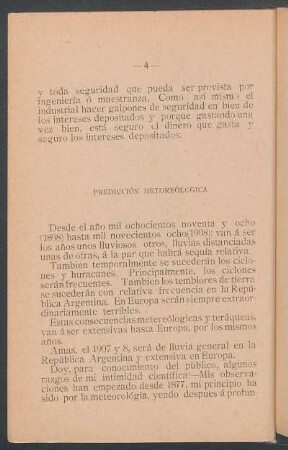 — 4 —
y toda seguridad que pueda ser prevista por
ingeniería ó maestranza, Como así mismo el
industrial hacer galpones de seguridad en bien de
los intereses depositados y porque gastando una
vez bien, está seguro el dinero que gasta y
seguro los intereses depositados.
PREDICCIÓN METOREÓLOGICA
Desde el año mil ochocientos noventa y ocho
(1898) hasta mil novecientos ocho(1908); van á ser
los años unos lluviosos otros, lluvias distanciadas
unas de otras, á la par que habrá sequía relativa.
También temporalmente se sucederán los ciclo-
nes y huracanes. Principalmente, los ciclones
serán frecuentes. Tambien los temblores de tierra
se sucederán con relativa frecuencia en la Repú-
blica Argentina. En Europa serán siempre extraor-
dinariamente terribles.
Estas consecuencias metereólogicas y teráqueas,
van á ser extensivas hasta Europa, por los mismos
años.
Amas, el 1907 y 8, será de lluvia general en la
República Argentina y extensiva en Europa.
Doy, para conocimiento del público, algunos
razgos de mi intimidad científica:—Mis observa-
ciones han empezado desde 1877, mi principio ha
sido por la meteorológía, yendo despues á profun-